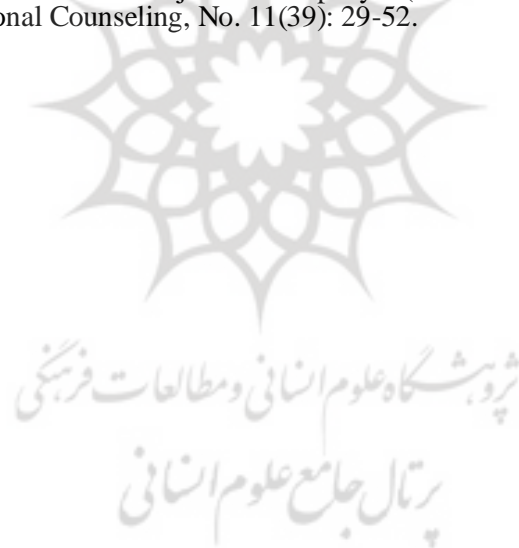 onal Counseling, No. 11(39): 29-52.
پژوهشگاه علوم انسانی و مطالعات فرهنگی
پرتال جامع علوم انسانی